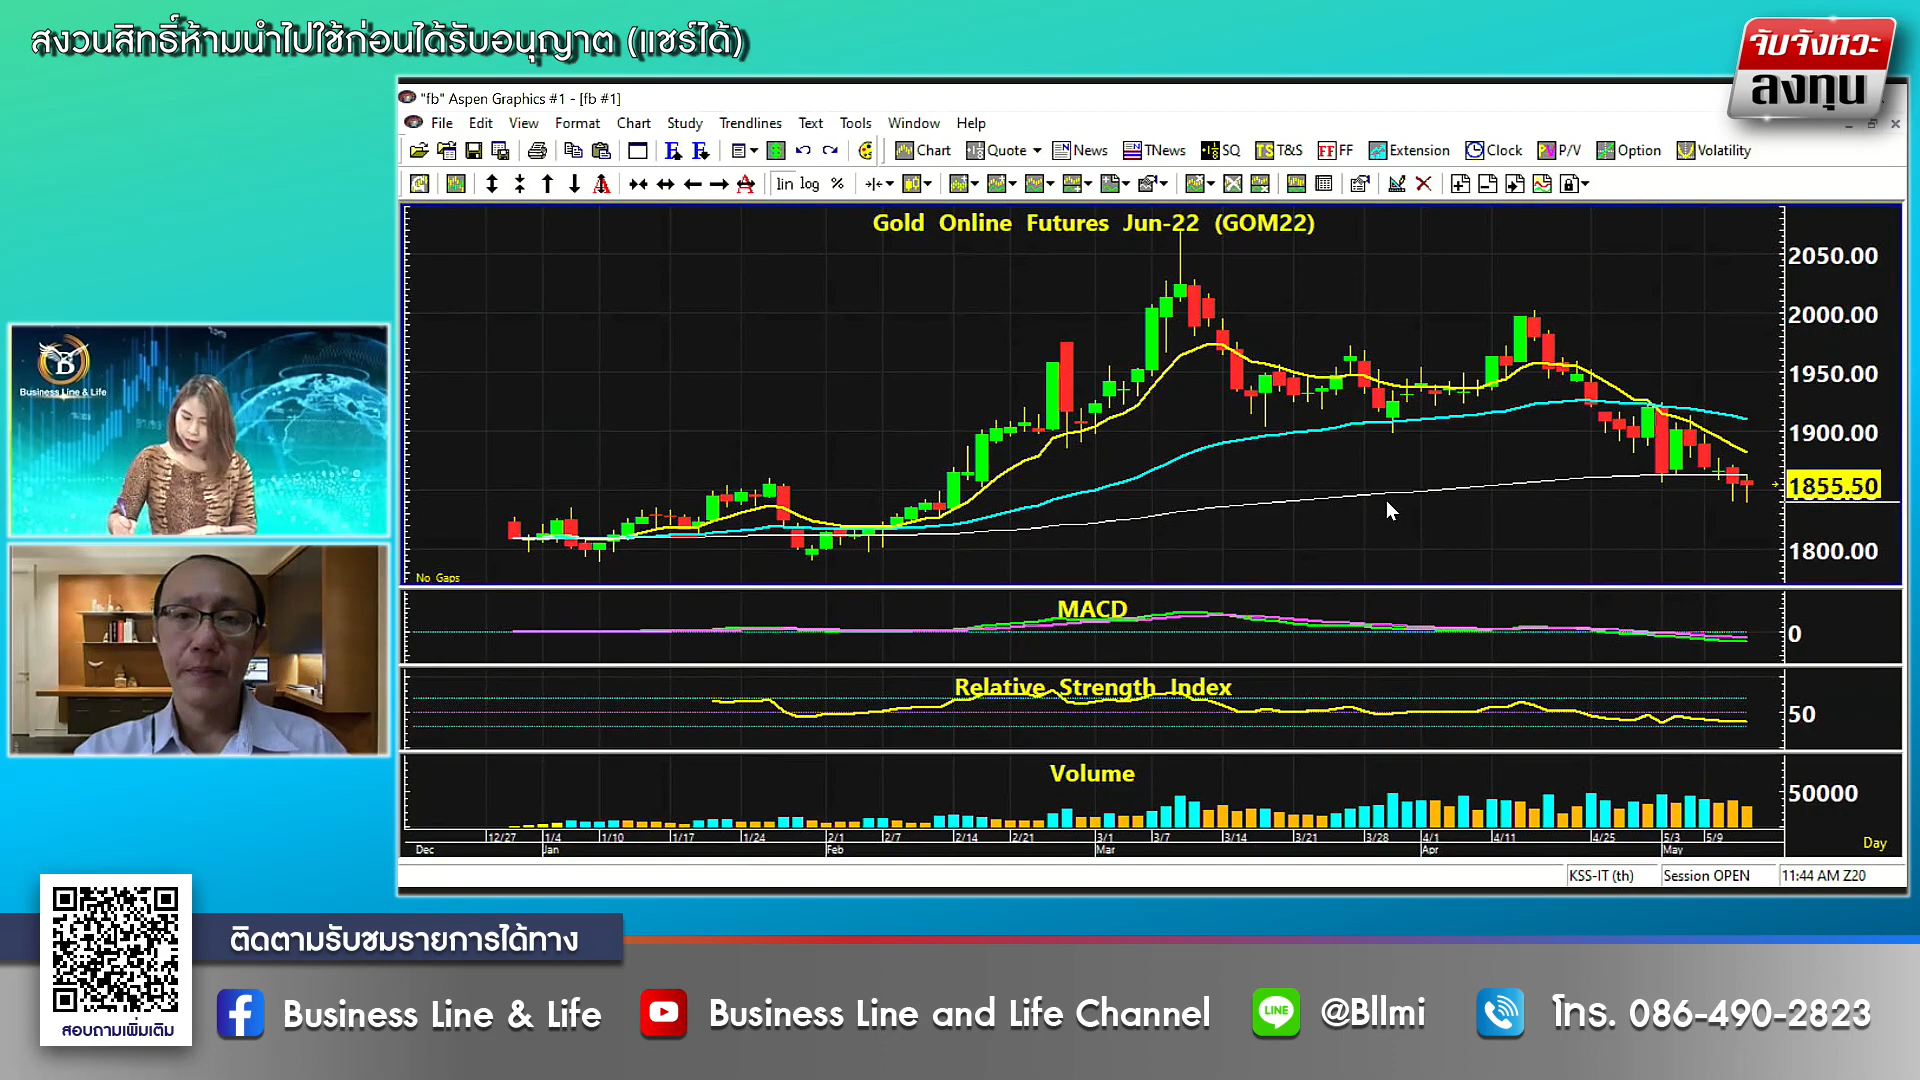 สงวนสิทธิ์ห้ามนำไปใช้ก่อนได้รับอนุญาต (แชร์ได้)
จับจังหวะ
ลงทุน
"fb" Aspen Graphics #1 - [fb #1]
File Edit View Format Chart Study Trendlines Text Tools Window Help
Chart Quote News TNews SQ T&S FF Extension Clock P/V Option Volatility
lin log %
Gold Online Futures Jun-22 (GOM22)
2050.00
2000.00
1950.00
1900.00
1855.50
1800.00
No Gaps
MACD
0
Relative Strength Index
50
Volume
50000
12/27 1/4 1/10 1/17 1/24 2/1 2/7 2/14 2/21 3/1 3/7 3/14 3/21 3/28 4/1 4/11 4/25 5/3 5/9
Dec Jan Feb Mar Apr May
Day
KSS-IT (th) Session OPEN 11:44 AM Z20
B
Business Line & Life
สอบถามเพิ่มเติม
ติดตามรับชมรายการได้ทาง
Business Line & Life
Business Line and Life Channel
LINE
@Bllmi
โทร. 086-490-2823